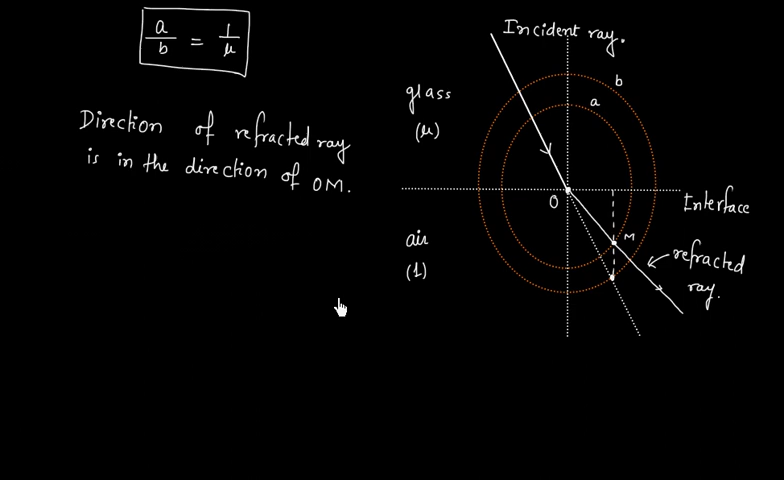 a/b = 1/μ
Direction of refracted ray
is in the direction of OM.
Incident ray.
glass
(μ)
b
a
O
Interface
air
(1)
M
refracted
ray.